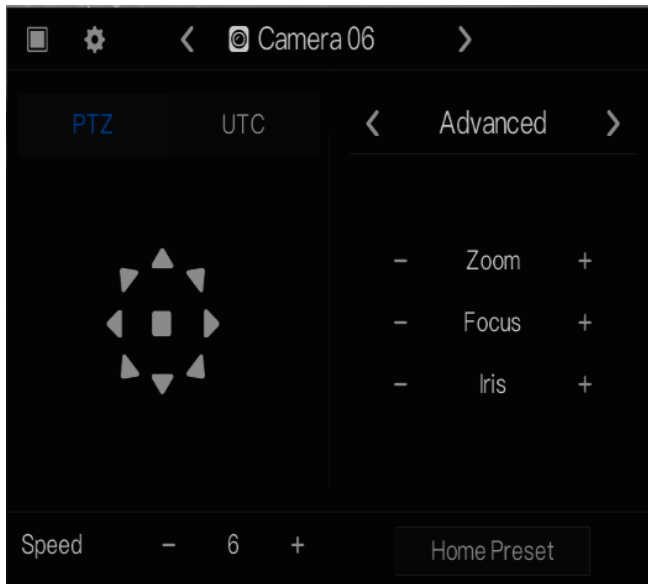 Camera 06
PTZ UTC Advanced
- Zoom +
- Focus +
- Iris +
Speed - 6 + Home Preset